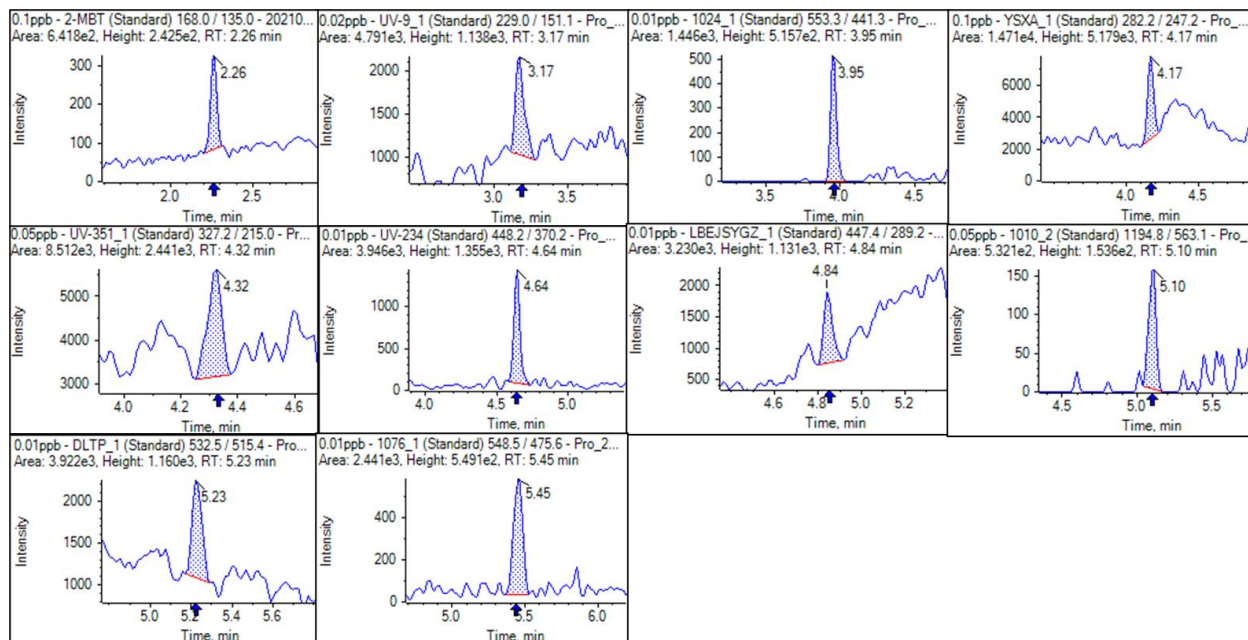 0.1ppb - 2-MBT (Standard) 168.0 / 135.0 - 20210...
Area: 6.418e2, Height: 2.425e2, RT: 2.26 min
300
200
100
0
2.26
2.0
2.5
Intensity
Time, min
0.02ppb - UV-9_1 (Standard) 229.0 / 151.1 - Pro_...
Area: 4.791e3, Height: 1.138e3, RT: 3.17 min
2000
1500
1000
3.17
3.0
3.5
Intensity
Time, min
0.01ppb - 1024_1 (Standard) 553.3 / 441.3 - Pro_...
Area: 1.446e3, Height: 5.157e2, RT: 3.95 min
500
400
300
200
100
0
3.95
3.5
4.0
4.5
Intensity
Time, min
0.1ppb - YSXA_1 (Standard) 282.2 / 247.2 - Pro_...
Area: 1.471e4, Height: 5.179e3, RT: 4.17 min
8000
6000
4000
2000
0
4.17
4.0
4.5
Intensity
Time, min
0.05ppb - UV-351_1 (Standard) 327.2 / 215.0 - Pr...
Area: 8.512e3, Height: 2.441e3, RT: 4.32 min
5000
4000
3000
4.32
4.0
4.2
4.4
4.6
Intensity
Time, min
0.01ppb - UV-234 (Standard) 448.2 / 370.2 - Pro_...
Area: 3.946e3, Height: 1.355e3, RT: 4.64 min
1000
500
0
4.64
4.0
4.5
5.0
Intensity
Time, min
0.01ppb - LBEJSYGZ_1 (Standard) 447.4 / 289.2 -...
Area: 3.230e3, Height: 1.131e3, RT: 4.84 min
2000
1500
1000
500
4.84
4.6
4.8
5.0
5.2
Intensity
Time, min
0.05ppb - 1010_2 (Standard) 1194.8 / 563.1 - Pro...
Area: 5.321e2, Height: 1.536e2, RT: 5.10 min
150
100
50
0
5.10
4.5
5.0
5.5
Intensity
Time, min
0.01ppb - DLTP_1 (Standard) 532.5 / 515.4 - Pro...
Area: 3.922e3, Height: 1.160e3, RT: 5.23 min
2000
1500
1000
5.23
5.0
5.2
5.4
5.6
Intensity
Time, min
0.01ppb - 1076_1 (Standard) 548.5 / 475.6 - Pro_2...
Area: 2.441e3, Height: 5.491e2, RT: 5.45 min
400
200
0
5.45
5.0
5.5
6.0
Intensity
Time, min